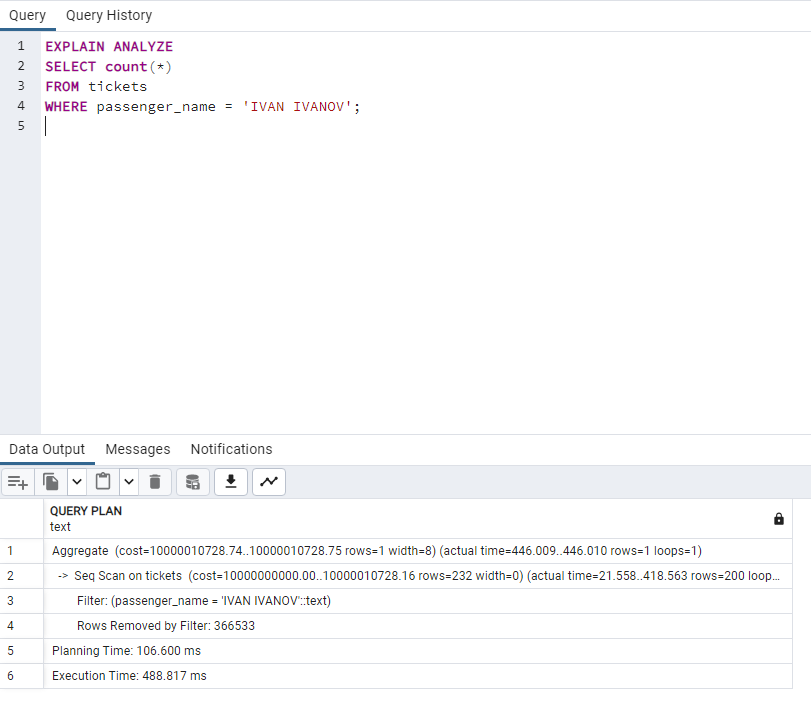 Query Query History
1 EXPLAIN ANALYZE
2 SELECT count(*)
3 FROM tickets
4 WHERE passenger_name = 'IVAN IVANOV';
5
Data Output Messages Notifications
QUERY PLAN
text
1 Aggregate (cost=10000010728.74..10000010728.75 rows=1 width=8) (actual time=446.009..446.010 rows=1 loops=1)
2 -> Seq Scan on tickets (cost=10000000000.00..10000010728.16 rows=232 width=0) (actual time=21.558..418.563 rows=200 loop...
3 Filter: (passenger_name = 'IVAN IVANOV'::text)
4 Rows Removed by Filter: 366533
5 Planning Time: 106.600 ms
6 Execution Time: 488.817 ms